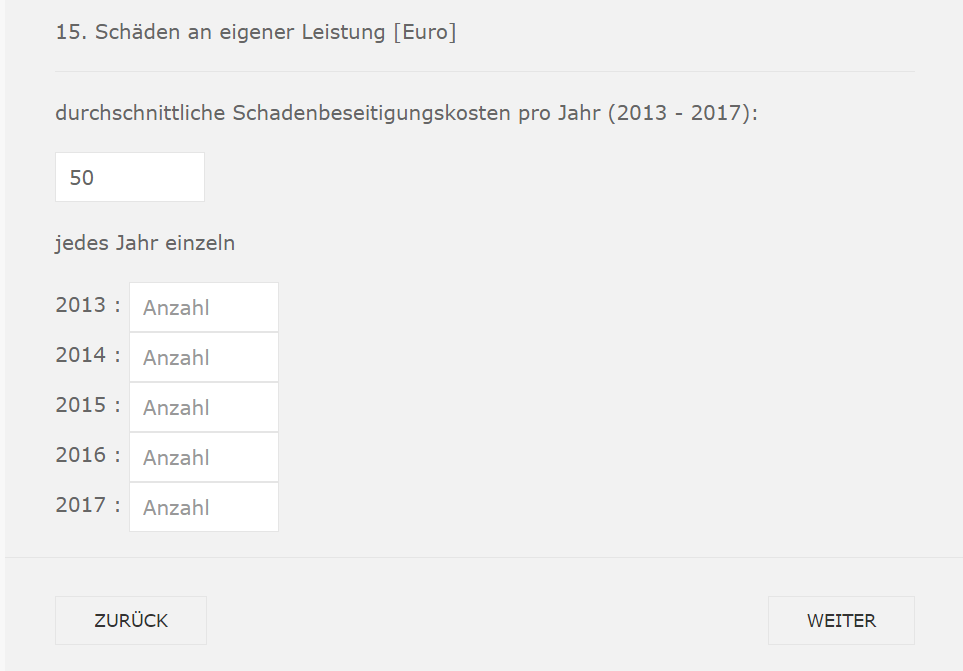 15. Schäden an eigener Leistung [Euro]
durchschnittliche Schadenbeseitigungskosten pro Jahr (2013 - 2017):
50
jedes Jahr einzeln
2013 : Anzahl
2014 : Anzahl
2015 : Anzahl
2016 : Anzahl
2017 : Anzahl
ZURÜCK WEITER